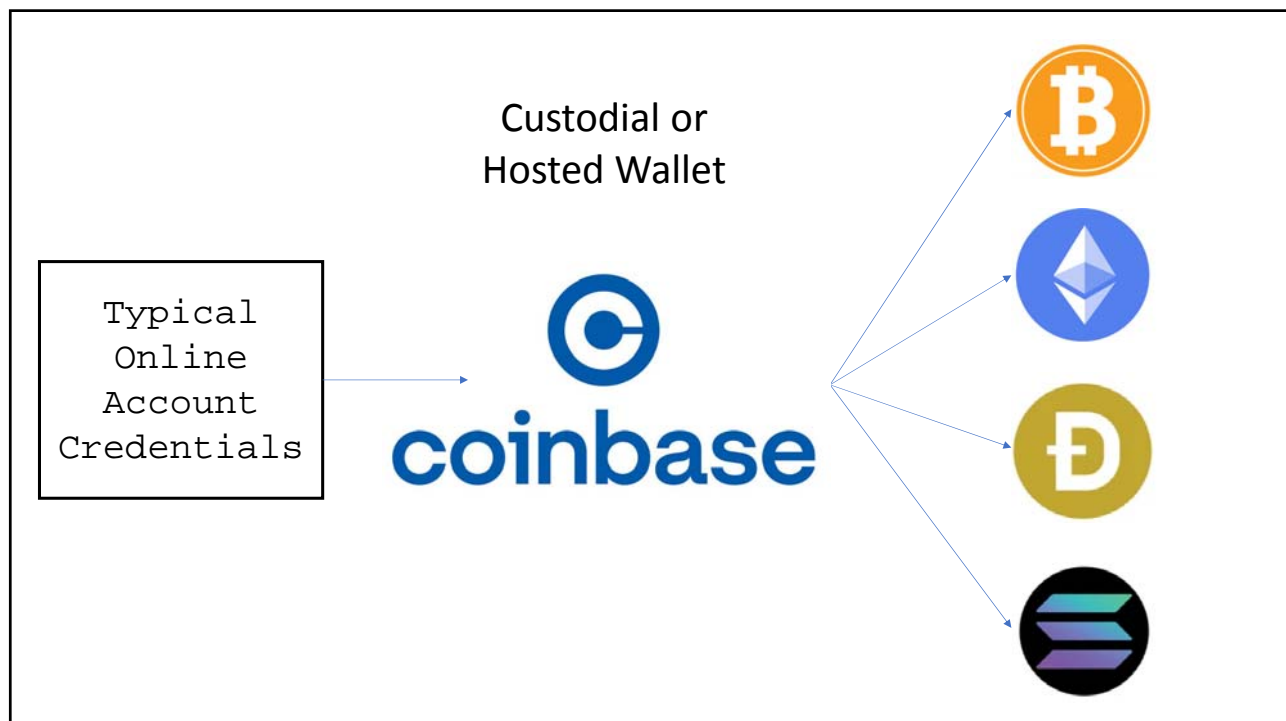 Custodial or
Hosted Wallet
Typical
Online
Account
Credentials
coinbase